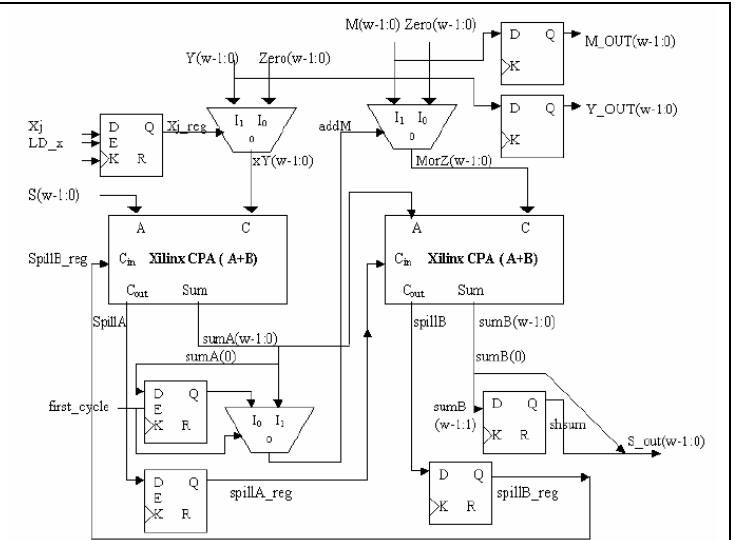 M(w-1:0) Zero(w-1:0)
D Q
M_OUT(w-1:0)
K
Y(w-1:0) Zero(w-1:0)
D Q
Y_OUT(w-1:0)
K
I1 I0
o
addM
I1 I0
o
Xj
LD_x
D Q
E
K R
Xj_reg
xY(w-1:0)
MorZ(w-1:0)
S(w-1:0)
A C
Cin Xilinx CPA ( A+B)
Cout Sum
A C
Cin Xilinx CPA ( A+B)
Cout Sum
SpillB_reg
SpillA
sumA(w-1:0)
sumA(0)
spillB
sumB(w-1:0)
sumB(0)
first_cycle
D Q
E
K R
I0 I1
o
sumB
(w-1:1)
D Q
K R
shsum
S_out(w-1:0)
D Q
E
K R
spillA_reg
D Q
K R
spillB_reg